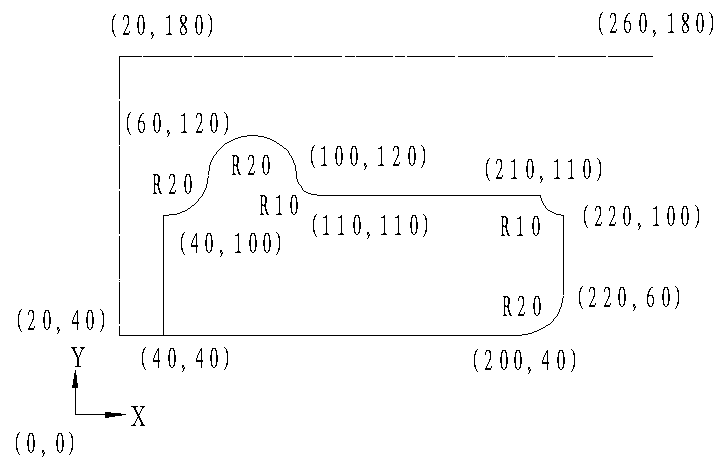 (20,180)
(260,180)
(60,120)
(100,120)
(210,110)
R20
R20
R10
(40,100)
(110,110)
R10
(220,100)
R20
(220,60)
(20,40)
(40,40)
(200,40)
Y
X
(0,0)